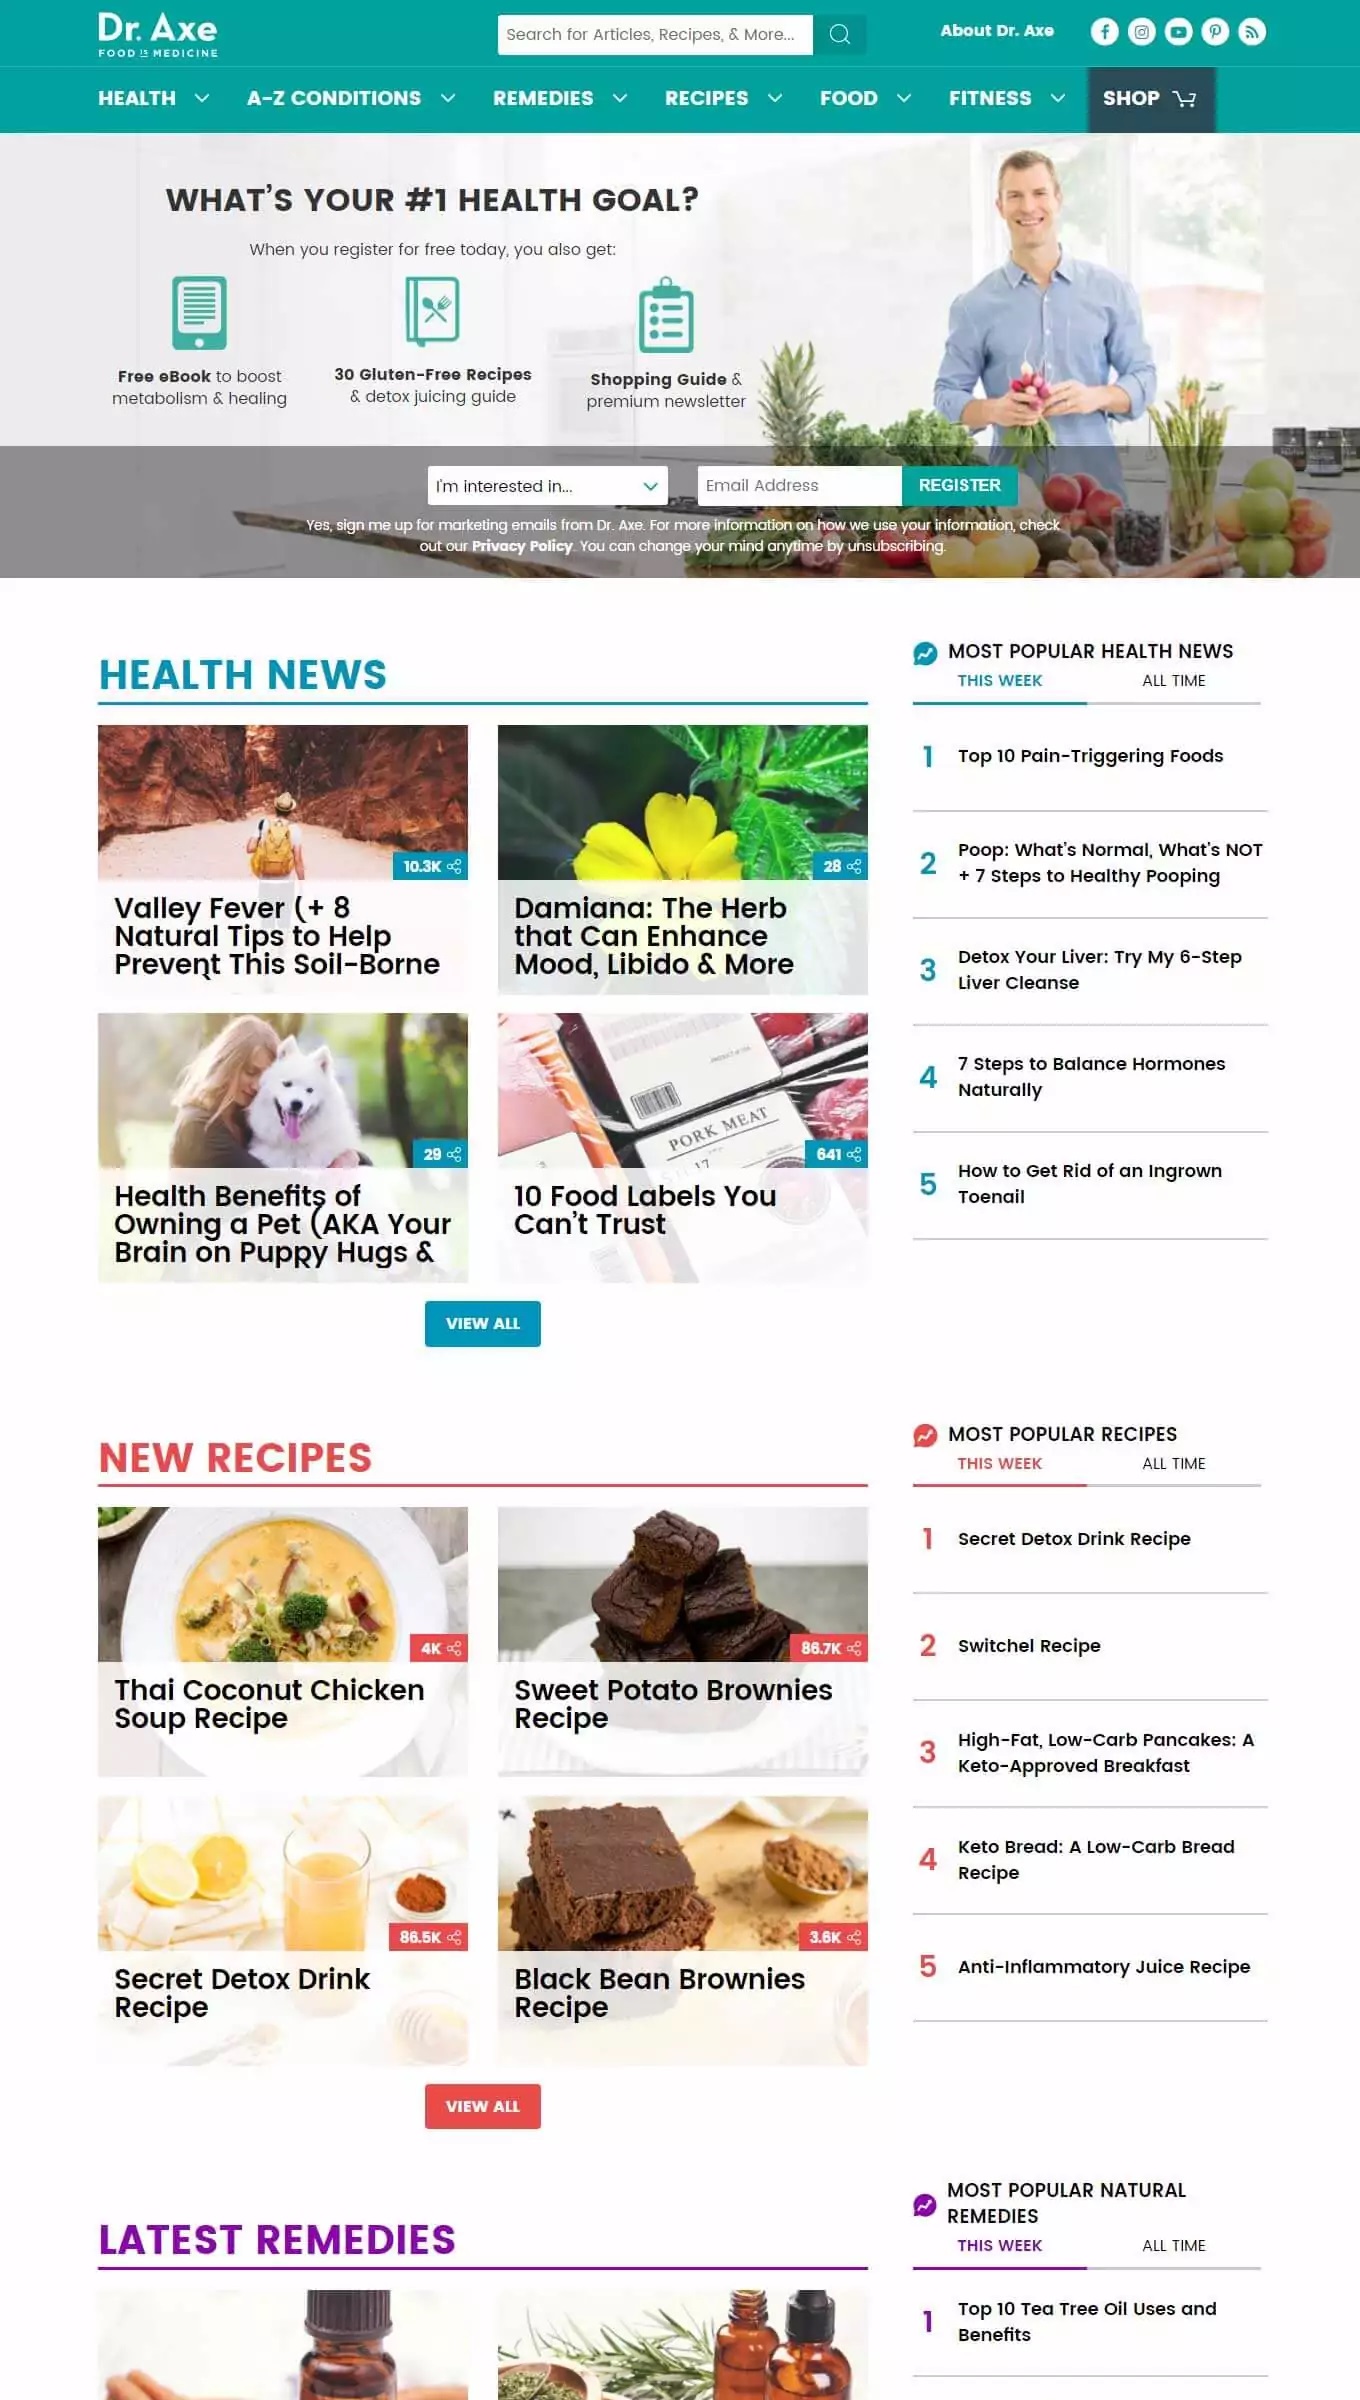 Dr. Axe
FOOD IS MEDICINE
Search for Articles, Recipes, & More...
About Dr. Axe
HEALTH
A-Z CONDITIONS
REMEDIES
RECIPES
FOOD
FITNESS
SHOP
WHAT'S YOUR #1 HEALTH GOAL?
When you register for free today, you also get:
Free eBook to boost
metabolism & healing
30 Gluten-Free Recipes
& detox juicing guide
Shopping Guide &
premium newsletter
I'm interested in...
Email Address
REGISTER
Yes, sign me up for marketing emails from Dr. Axe. For more information on how we use your information, check
out our Privacy Policy. You can change your mind anytime by unsubscribing.
HEALTH NEWS
10.3K
Valley Fever (+ 8
Natural Tips to Help
Prevent This Soil-Borne
28
Damiana: The Herb
that Can Enhance
Mood, Libido & More
29
Health Benefits of
Owning a Pet (AKA Your
Brain on Puppy Hugs &
PRODUCT OF USA
PORK MEAT
641
10 Food Labels You
Can't Trust
VIEW ALL
MOST POPULAR HEALTH NEWS
THIS WEEK
ALL TIME
1
Top 10 Pain-Triggering Foods
2
Poop: What's Normal, What's NOT
+ 7 Steps to Healthy Pooping
3
Detox Your Liver: Try My 6-Step
Liver Cleanse
4
7 Steps to Balance Hormones
Naturally
5
How to Get Rid of an Ingrown
Toenail
NEW RECIPES
4K
Thai Coconut Chicken
Soup Recipe
86.7K
Sweet Potato Brownies
Recipe
86.5K
Secret Detox Drink
Recipe
3.6K
Black Bean Brownies
Recipe
VIEW ALL
MOST POPULAR RECIPES
THIS WEEK
ALL TIME
1
Secret Detox Drink Recipe
2
Switchel Recipe
3
High-Fat, Low-Carb Pancakes: A
Keto-Approved Breakfast
4
Keto Bread: A Low-Carb Bread
Recipe
5
Anti-Inflammatory Juice Recipe
LATEST REMEDIES
MOST POPULAR NATURAL
REMEDIES
THIS WEEK
ALL TIME
1
Top 10 Tea Tree Oil Uses and
Benefits